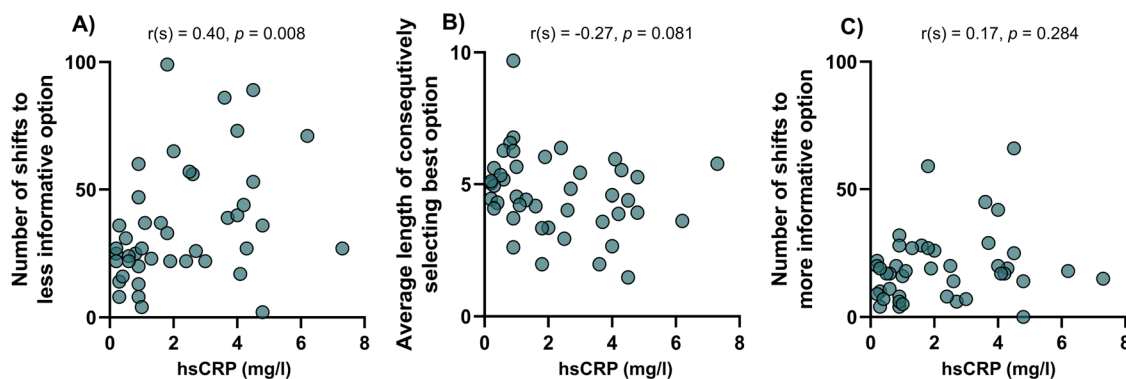 A)
r(s) = 0.40, p = 0.008
Number of shifts to
less informative option
100
50
0
0 2 4 6 8
hsCRP (mg/l)
B)
r(s) = -0.27, p = 0.081
Average length of consequtively
selecting best option
10
5
0
0 2 4 6 8
hsCRP (mg/l)
C)
r(s) = 0.17, p = 0.284
Number of shifts to
more informative option
100
50
0
0 2 4 6 8
hsCRP (mg/l)